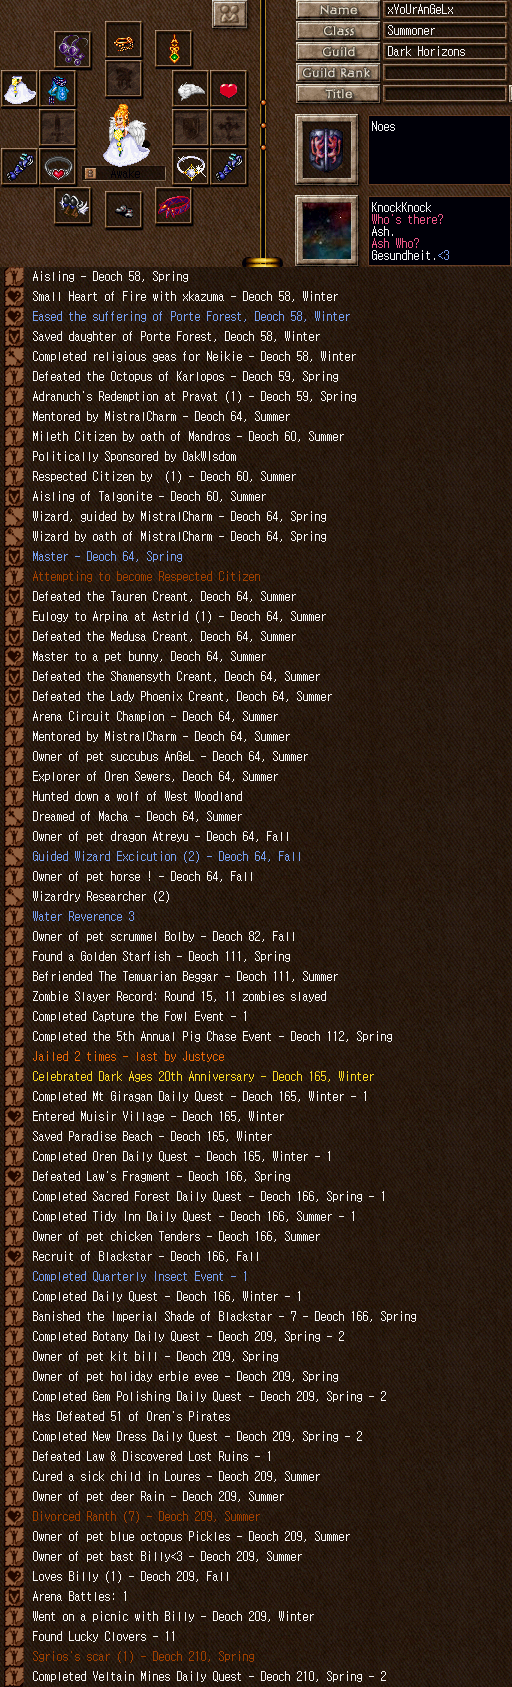 Name
xYoUrAnGeLx
Class
Summoner
Guild
Dark Horizons
Guild Rank
Title
Noes
Awake
KnockKnock
Who's there?
Ash.
Ash Who?
Gesundheit.<3
Aisling - Deoch 58, Spring
Small Heart of Fire with xkazuma - Deoch 58, Winter
Eased the suffering of Porte Forest, Deoch 58, Winter
Saved daughter of Porte Forest, Deoch 58, Winter
Completed religious geas for Neikie - Deoch 58, Winter
Defeated the Octopus of Karlopos - Deoch 59, Spring
Adranuch's Redemption at Pravat (1) - Deoch 59, Spring
Mentored by MistralCharm - Deoch 64, Summer
Mileth Citizen by oath of Mandros - Deoch 60, Summer
Politically Sponsored by OakWIsdom
Respected Citizen by  (1) - Deoch 60, Summer
Aisling of Talgonite - Deoch 60, Summer
Wizard, guided by MistralCharm - Deoch 64, Spring
Wizard by oath of MistralCharm - Deoch 64, Spring
Master - Deoch 64, Spring
Attempting to become Respected Citizen
Defeated the Tauren Creant, Deoch 64, Summer
Eulogy to Arpina at Astrid (1) - Deoch 64, Summer
Defeated the Medusa Creant, Deoch 64, Summer
Master to a pet bunny, Deoch 64, Summer
Defeated the Shamensyth Creant, Deoch 64, Summer
Defeated the Lady Phoenix Creant, Deoch 64, Summer
Arena Circuit Champion - Deoch 64, Summer
Mentored by MistralCharm - Deoch 64, Summer
Owner of pet succubus AnGeL - Deoch 64, Summer
Explorer of Oren Sewers, Deoch 64, Summer
Hunted down a wolf of West Woodland
Dreamed of Macha - Deoch 64, Summer
Owner of pet dragon Atreyu - Deoch 64, Fall
Guided Wizard Excicution (2) - Deoch 64, Fall
Owner of pet horse ! - Deoch 64, Fall
Wizardry Researcher (2)
Water Reverence 3
Owner of pet scrummel Bolby - Deoch 82, Fall
Found a Golden Starfish - Deoch 111, Spring
Befriended The Temuarian Beggar - Deoch 111, Summer
Zombie Slayer Record: Round 15, 11 zombies slayed
Completed Capture the Fowl Event - 1
Completed the 5th Annual Pig Chase Event - Deoch 112, Spring
Jailed 2 times - last by Justyce
Celebrated Dark Ages 20th Anniversary - Deoch 165, Winter
Completed Mt Giragan Daily Quest - Deoch 165, Winter - 1
Entered Muisir Village - Deoch 165, Winter
Saved Paradise Beach - Deoch 165, Winter
Completed Oren Daily Quest - Deoch 165, Winter - 1
Defeated Law's Fragment - Deoch 166, Spring
Completed Sacred Forest Daily Quest - Deoch 166, Spring - 1
Completed Tidy Inn Daily Quest - Deoch 166, Summer - 1
Owner of pet chicken Tenders - Deoch 166, Summer
Recruit of Blackstar - Deoch 166, Fall
Completed Quarterly Insect Event - 1
Completed Daily Quest - Deoch 166, Winter - 1
Banished the Imperial Shade of Blackstar - 7 - Deoch 166, Spring
Completed Botany Daily Quest - Deoch 209, Spring - 2
Owner of pet kit bill - Deoch 209, Spring
Owner of pet holiday erbie evee - Deoch 209, Spring
Completed Gem Polishing Daily Quest - Deoch 209, Spring - 2
Has Defeated 51 of Oren's Pirates
Completed New Dress Daily Quest - Deoch 209, Spring - 2
Defeated Law & Discovered Lost Ruins - 1
Cured a sick child in Loures - Deoch 209, Summer
Owner of pet deer Rain - Deoch 209, Summer
Divorced Ranth (7) - Deoch 209, Summer
Owner of pet blue octopus Pickles - Deoch 209, Summer
Owner of pet bast Billy<3 - Deoch 209, Summer
Loves Billy (1) - Deoch 209, Fall
Arena Battles: 1
Went on a picnic with Billy - Deoch 209, Winter
Found Lucky Clovers - 11
Sgrios's scar (1) - Deoch 210, Spring
Completed Veltain Mines Daily Quest - Deoch 210, Spring - 2